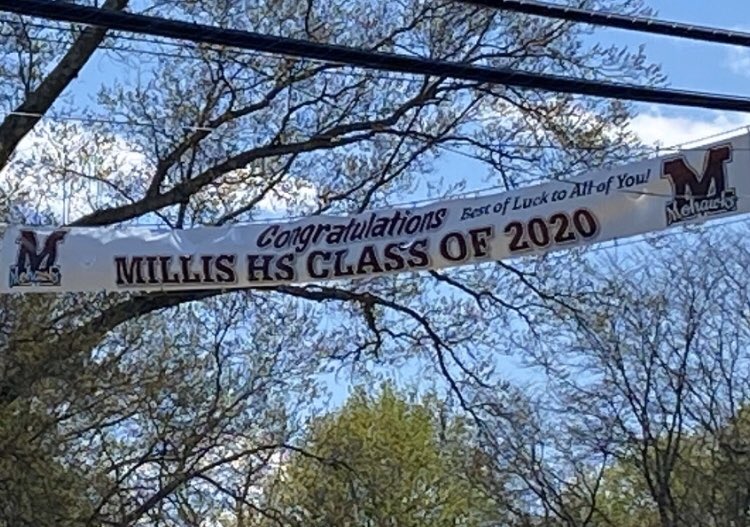 Congratulations Best of Luck to All of You!
MILLIS HS CLASS OF 2020
M
Mohawks
M
Mohawks